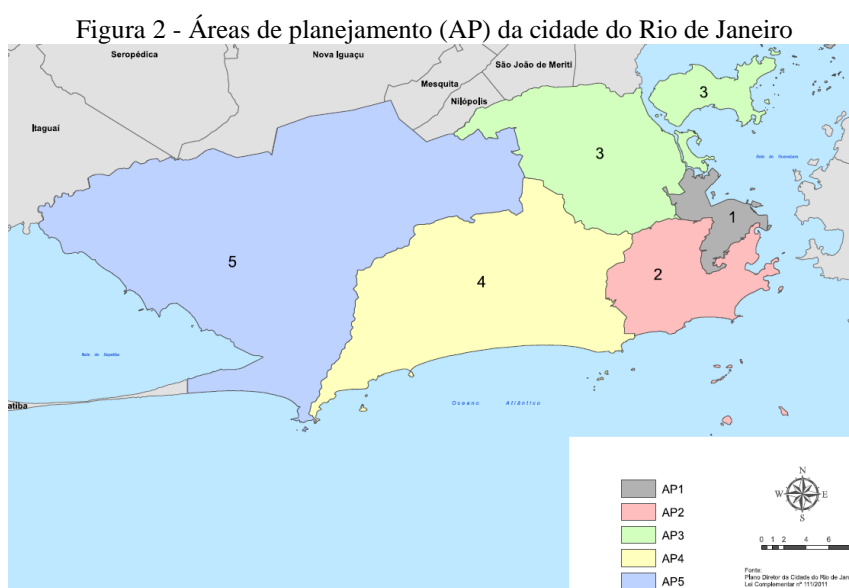 Figura 2 - Áreas de planejamento (AP) da cidade do Rio de Janeiro
Seropédica
Nova Iguaçu
São João de Meriti
Mesquita
Nilópolis
Itaguaí
3
3
1
5
4
2
Oceano Atlântico
atiba
N
W E
S
AP1
AP2
AP3
AP4
AP5
0 1 2 4 6
Fonte:
Plano Diretor da Cidade do Rio de Jan
Lei Complementar nº 111/2011